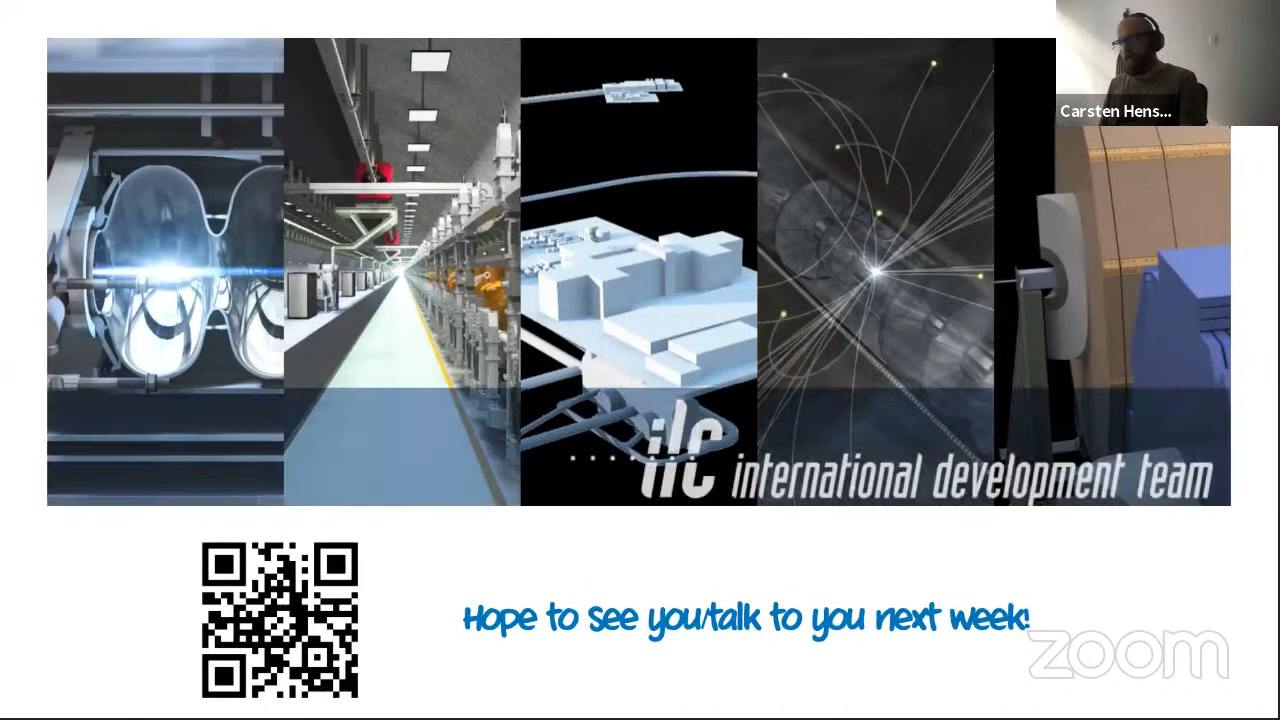 Carsten Hens...
ilc international development team
Hope to see you/talk to you next week!
zoom